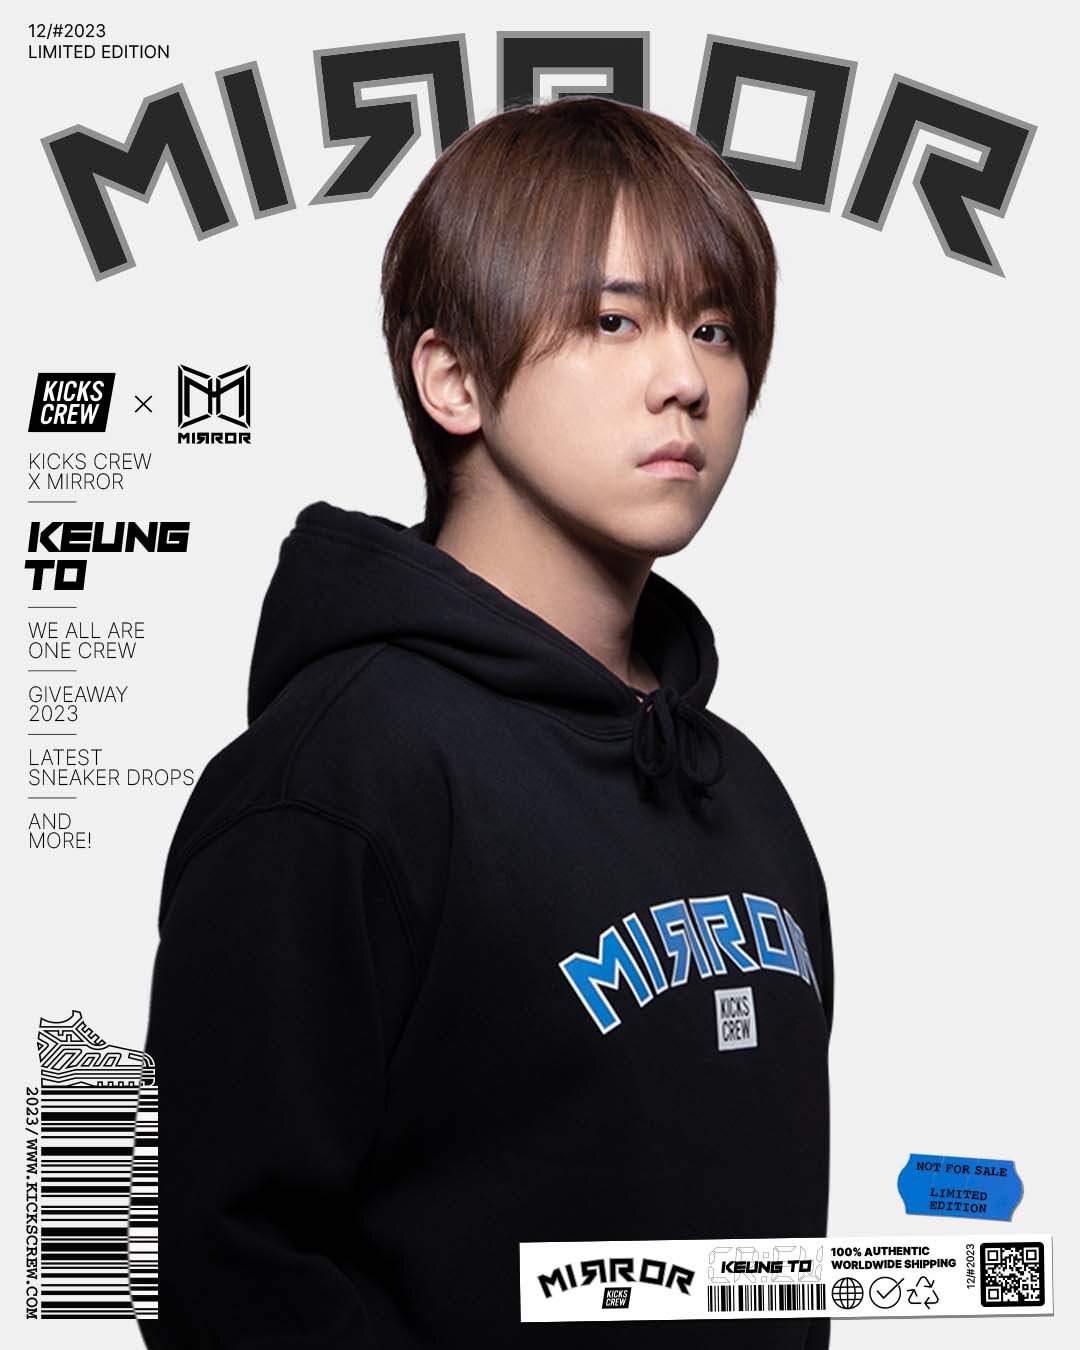 12/#2023
LIMITED EDITION
MIRROR
KICKS
CREW
×
MIRROR
KICKS CREW
X MIRROR
KEUNG
TO
WE ALL ARE
ONE CREW
GIVEAWAY
2023
LATEST
SNEAKER DROPS
AND
MORE!
MIRROR
KICKS
CREW
2023/WWW.KICKSCREW.COM
NOT FOR SALE
LIMITED
EDITION
MIRROR
KICKS
CREW
CR:EW
KEUNG TO
100% AUTHENTIC
WORLDWIDE SHIPPING
12/#2023